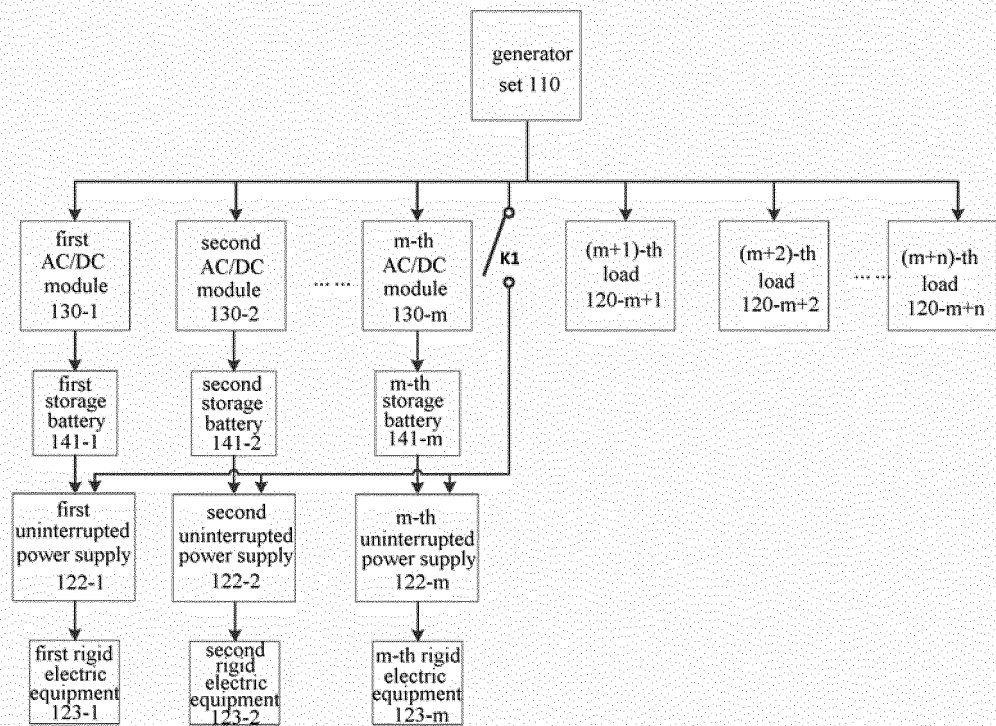 generator
set 110
first
AC/DC
module
130-1
second
AC/DC
module
130-2
... ...
m-th
AC/DC
module
130-m
K1
(m+1)-th
load
120-m+1
(m+2)-th
load
120-m+2
... ...
(m+n)-th
load
120-m+n
first
storage
battery
141-1
second
storage
battery
141-2
m-th
storage
battery
141-m
first
uninterrupted
power supply
122-1
second
uninterrupted
power supply
122-2
m-th
uninterrupted
power supply
122-m
first rigid
electric
equipment
123-1
second
rigid
electric
equipment
123-2
m-th rigid
electric
equipment
123-m